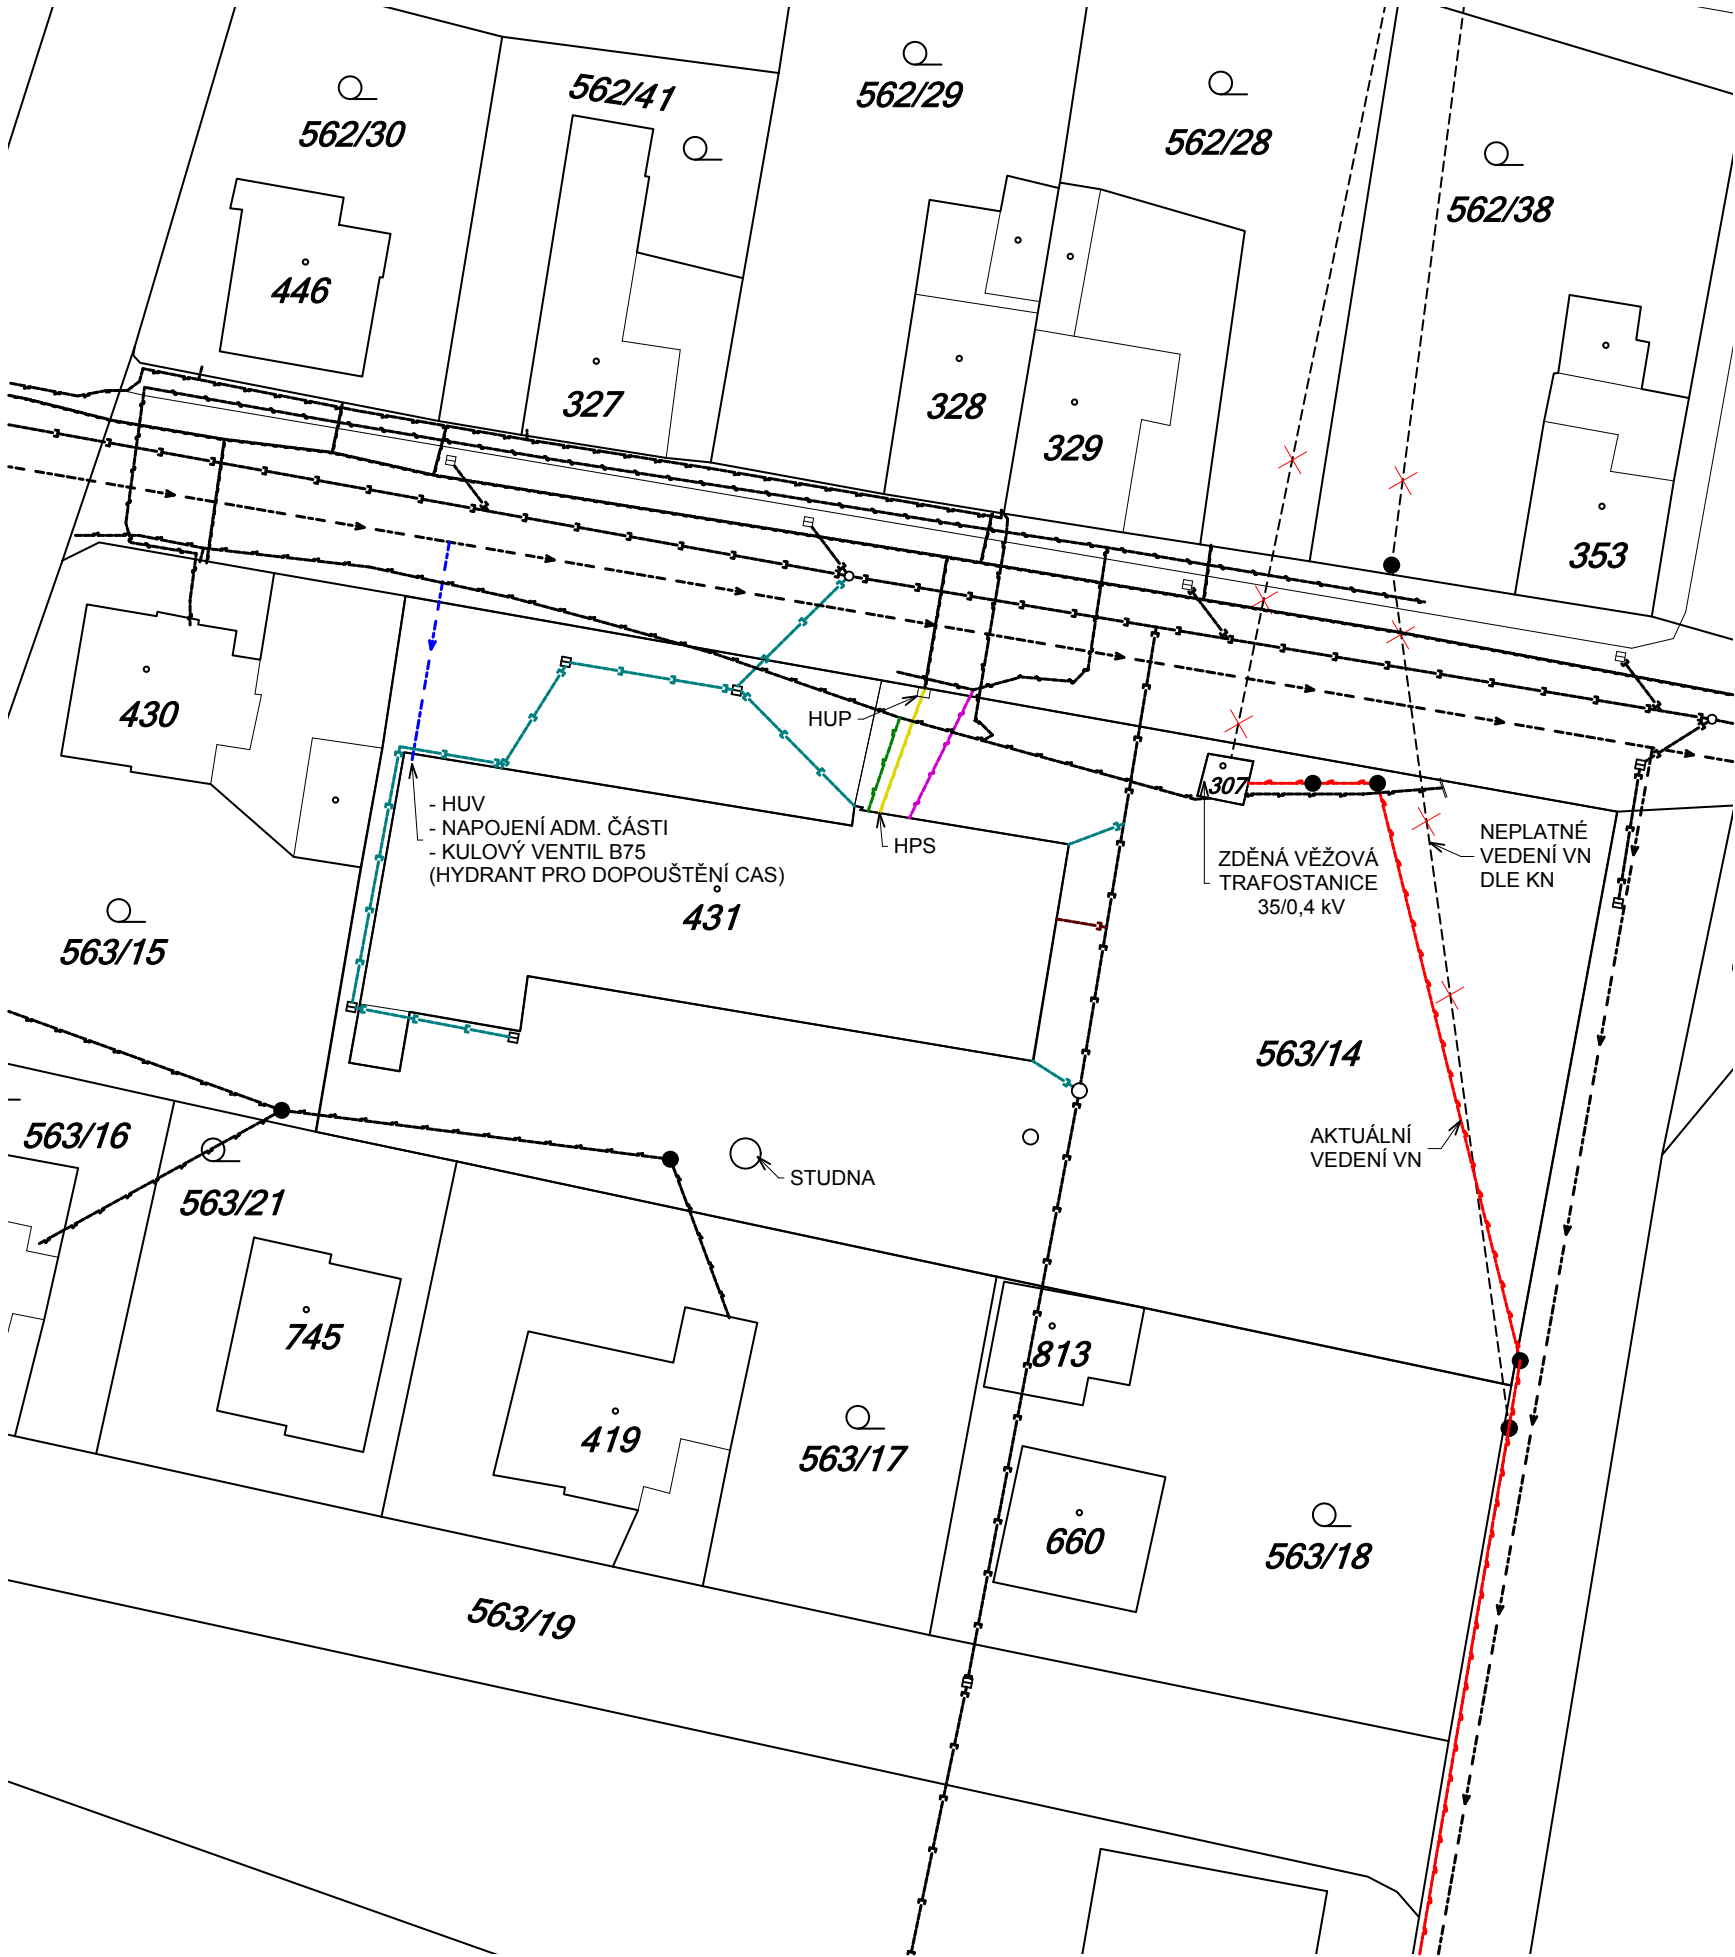 562/30
562/41
562/29
562/28
562/38
446
327
328
329
353
430
HUP
307
- HUV
- NAPOJENÍ ADM. ČÁSTI
- KULOVÝ VENTIL B75
(HYDRANT PRO DOPOUŠTĚNÍ CAS)
HPS
ZDĚNÁ VĚŽOVÁ
TRAFOSTANICE
35/0,4 kV
NEPLATNÉ
VEDENÍ VN
DLE KN
431
563/15
563/14
563/16
AKTUÁLNÍ
VEDENÍ VN
STUDNA
563/21
745
813
419
563/17
660
563/18
563/19